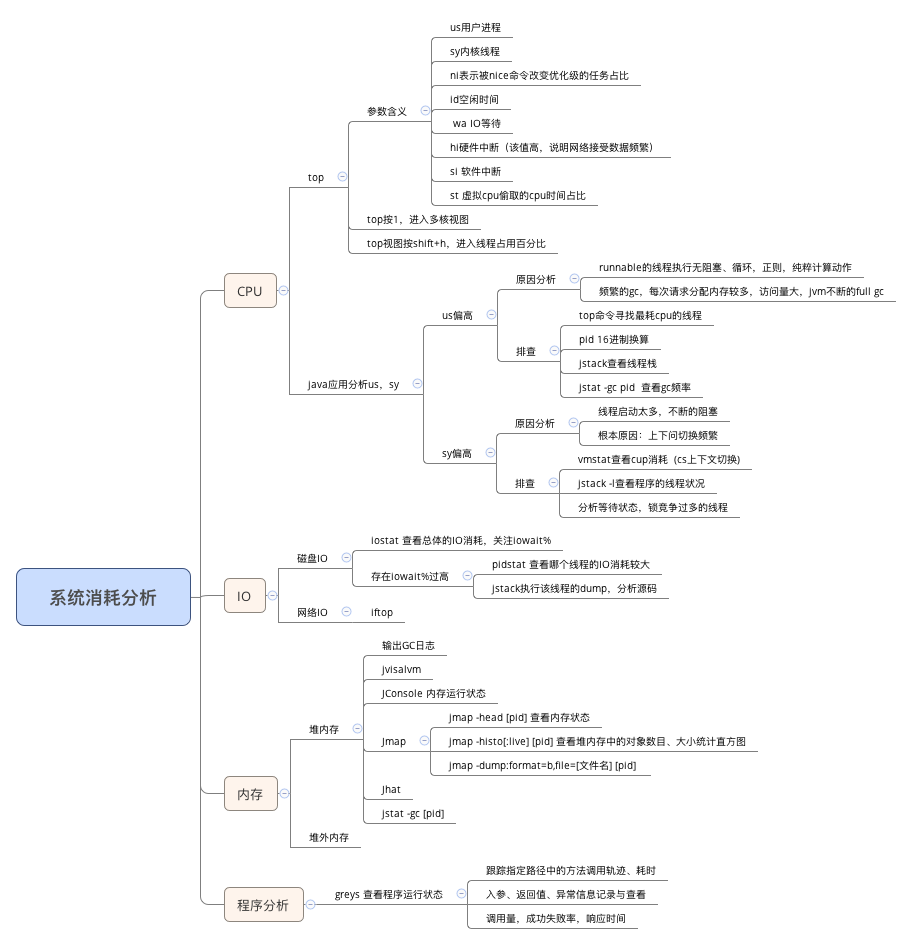 系统消耗分析
CPU
top
参数含义
us用户进程
sy内核线程
ni表示被nice命令改变优化级的任务占比
id空闲时间
wa IO等待
hi硬件中断（该值高，说明网络接受数据频繁）
si 软件中断
st 虚拟cpu偷取的cpu时间占比
top按1，进入多核视图
top视图按shift+h，进入线程占用百分比
java应用分析us，sy
us偏高
原因分析
runnable的线程执行无阻塞、循环，正则，纯粹计算动作
频繁的gc，每次请求分配内存较多，访问量大，jvm不断的full gc
排查
top命令寻找最耗cpu的线程
pid 16进制换算
jstack查看线程栈
jstat -gc pid 查看gc频率
sy偏高
原因分析
线程启动太多，不断的阻塞
根本原因：上下问切换频繁
排查
vmstat查看cup消耗（cs上下文切换)
jstack -l查看程序的线程状况
分析等待状态，锁竞争过多的线程
IO
磁盘IO
iostat 查看总体的IO消耗，关注iowait%
存在iowait%过高
pidstat 查看哪个线程的IO消耗较大
jstack执行该线程的dump，分析源码
网络IO
iftop
内存
堆内存
输出GC日志
jvisalvm
JConsole 内存运行状态
Jmap
jmap -head [pid] 查看内存状态
jmap -histo[:live] [pid] 查看堆内存中的对象数目、大小统计直方图
jmap -dump:format=b,file=[文件名] [pid]
Jhat
jstat -gc [pid]
堆外内存
程序分析
greys 查看程序运行状态
跟踪指定路径中的方法调用轨迹、耗时
入参、返回值、异常信息记录与查看
调用量，成功失败率，响应时间